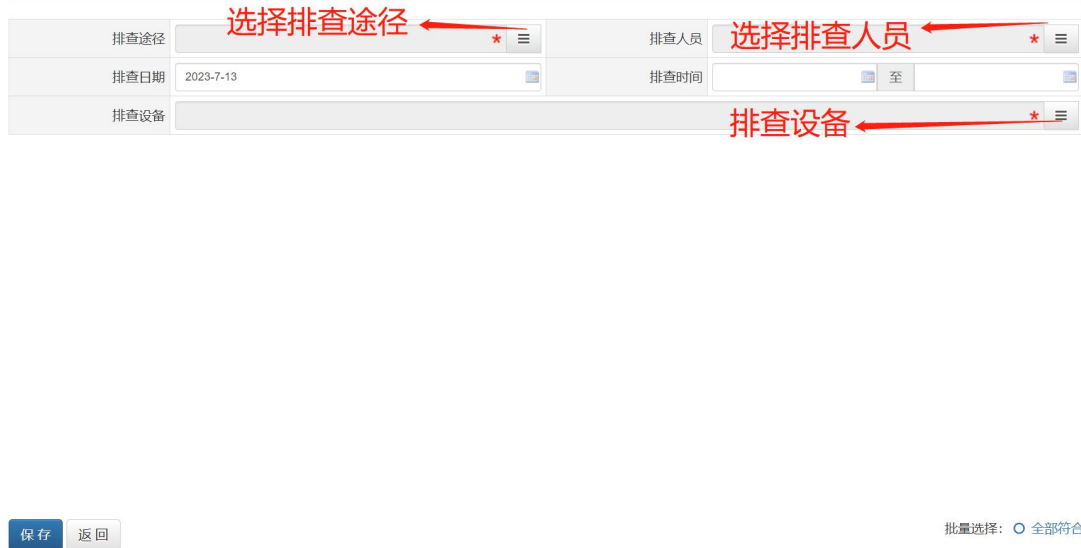 选择排查途径
选择排查人员
排查途径 * 排查人员 *
排查日期 2023-7-13 排查时间 至
排查设备 *
排查设备
保存 返回 批量选择: 全部符合